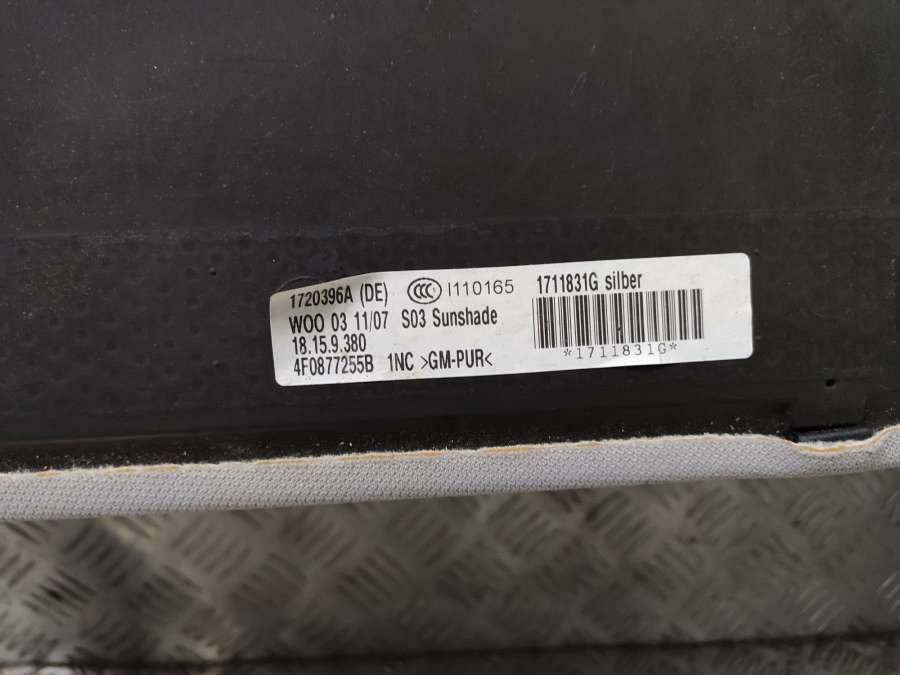 1720396A (DE) CCC I110165 1711831G silber
WOO 03 11/07 S03 Sunshade
18.15.9.380
4F0877255B 1NC >GM-PUR< *1711831G*